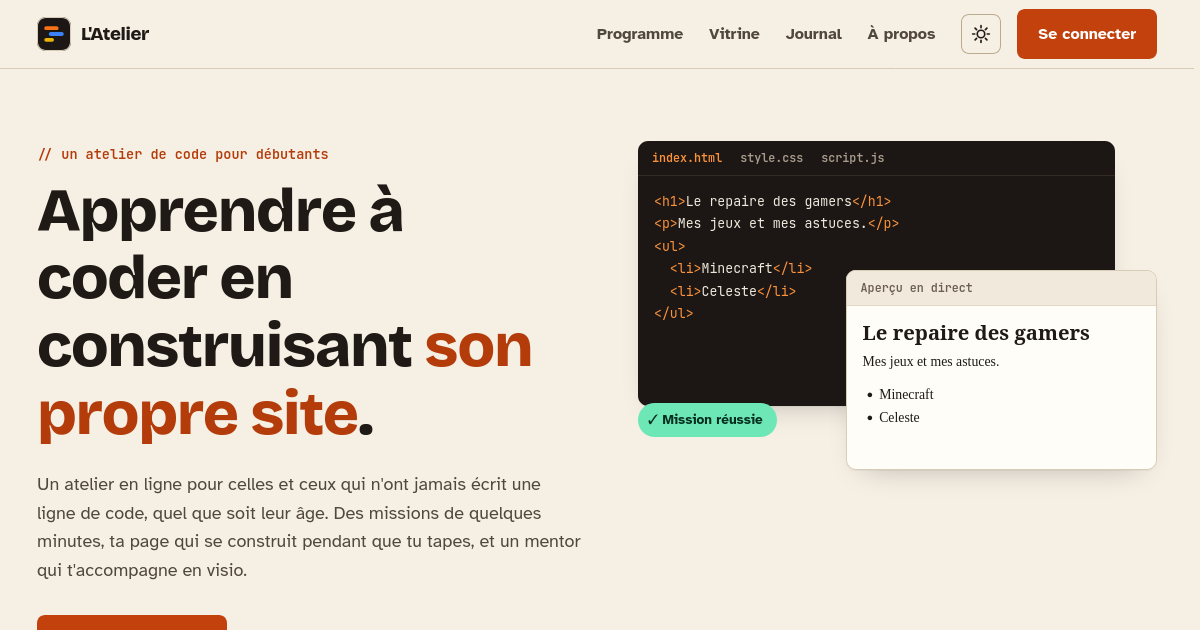 L'Atelier
Programme
Vitrine
Journal
À propos
Se connecter
// un atelier de code pour débutants
Apprendre à
coder en
construisant son
propre site.
Un atelier en ligne pour celles et ceux qui n'ont jamais écrit une
ligne de code, quel que soit leur âge. Des missions de quelques
minutes, ta page qui se construit pendant que tu tapes, et un mentor
qui t'accompagne en visio.
index.html style.css script.js
<h1>Le repaire des gamers</h1>
<p>Mes jeux et mes astuces.</p>
<ul>
<li>Minecraft</li>
<li>Celeste</li>
</ul>
✓ Mission réussie
Aperçu en direct
Le repaire des gamers
Mes jeux et mes astuces.
• Minecraft
• Celeste